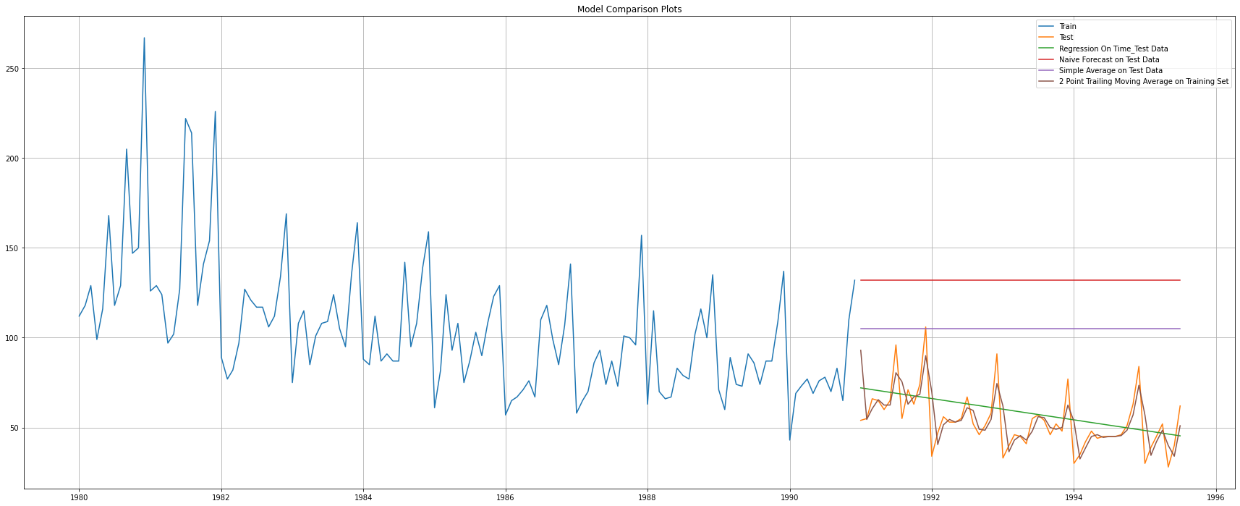 Model Comparison Plots
Train
Test
Regression On Time_Test Data
Naive Forecast on Test Data
Simple Average on Test Data
2 Point Trailing Moving Average on Training Set
250
200
150
100
50
1980 1982 1984 1986 1988 1990 1992 1994 1996